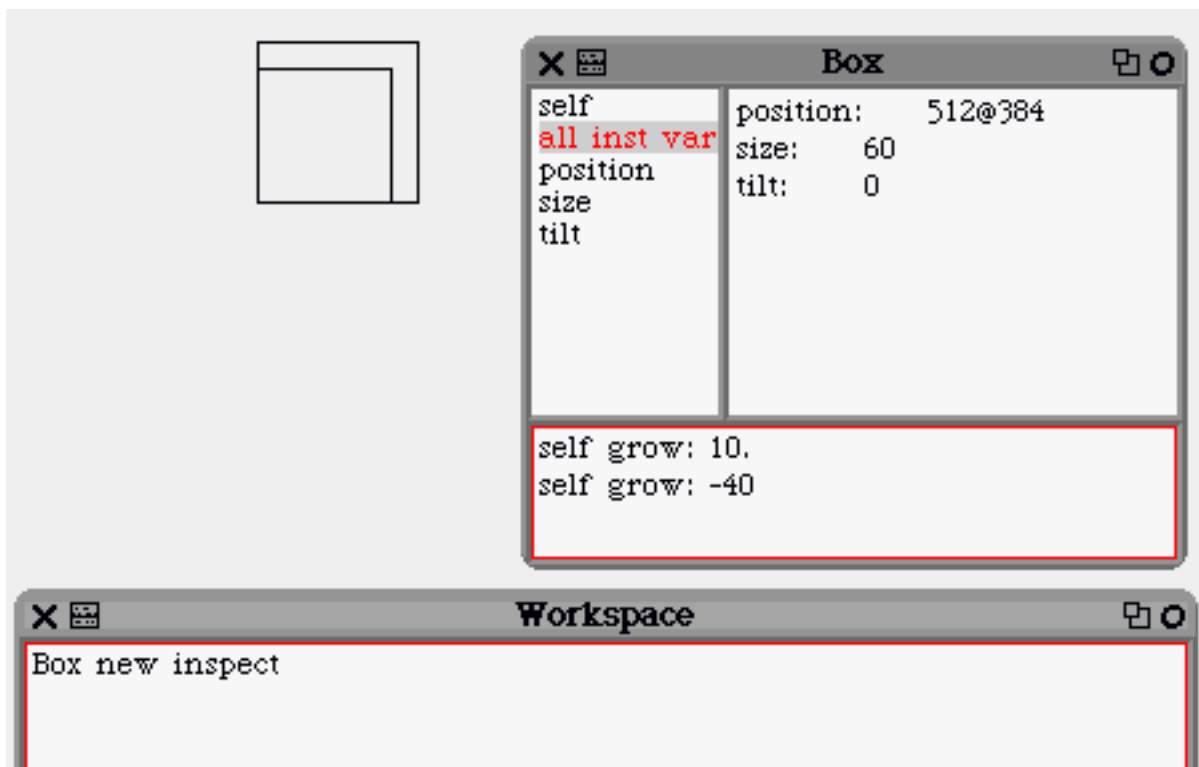 Box
self
all inst var
position
size
tilt
position: 512@384
size: 60
tilt: 0
self grow: 10.
self grow: -40
Workspace
Box new inspect